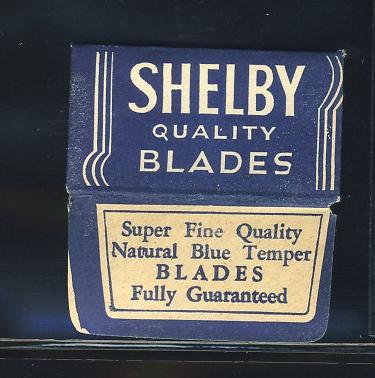 SHELBY
QUALITY
BLADES
Super Fine Quality
Natural Blue Temper
BLADES
Fully Guaranteed